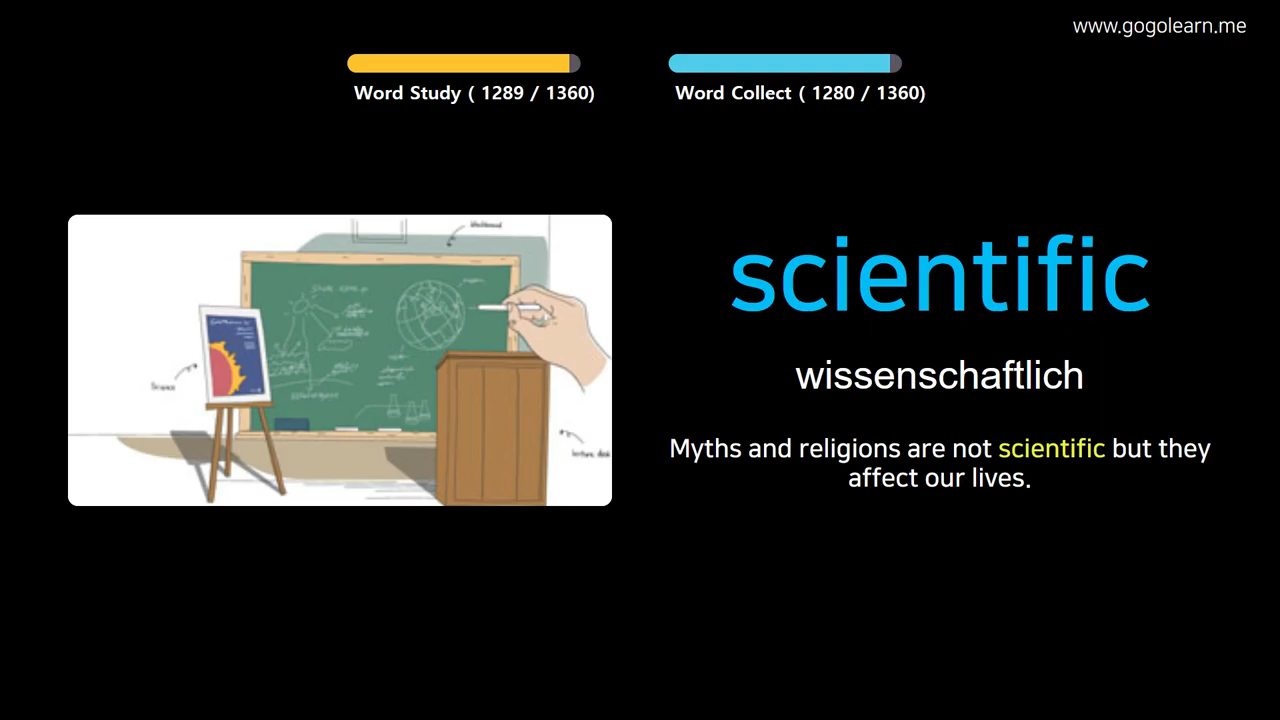 www.gogolearn.me
Word Study ( 1289 / 1360)
Word Collect ( 1280 / 1360)
scientific
wissenschaftlich
Myths and religions are not scientific but they
affect our lives.